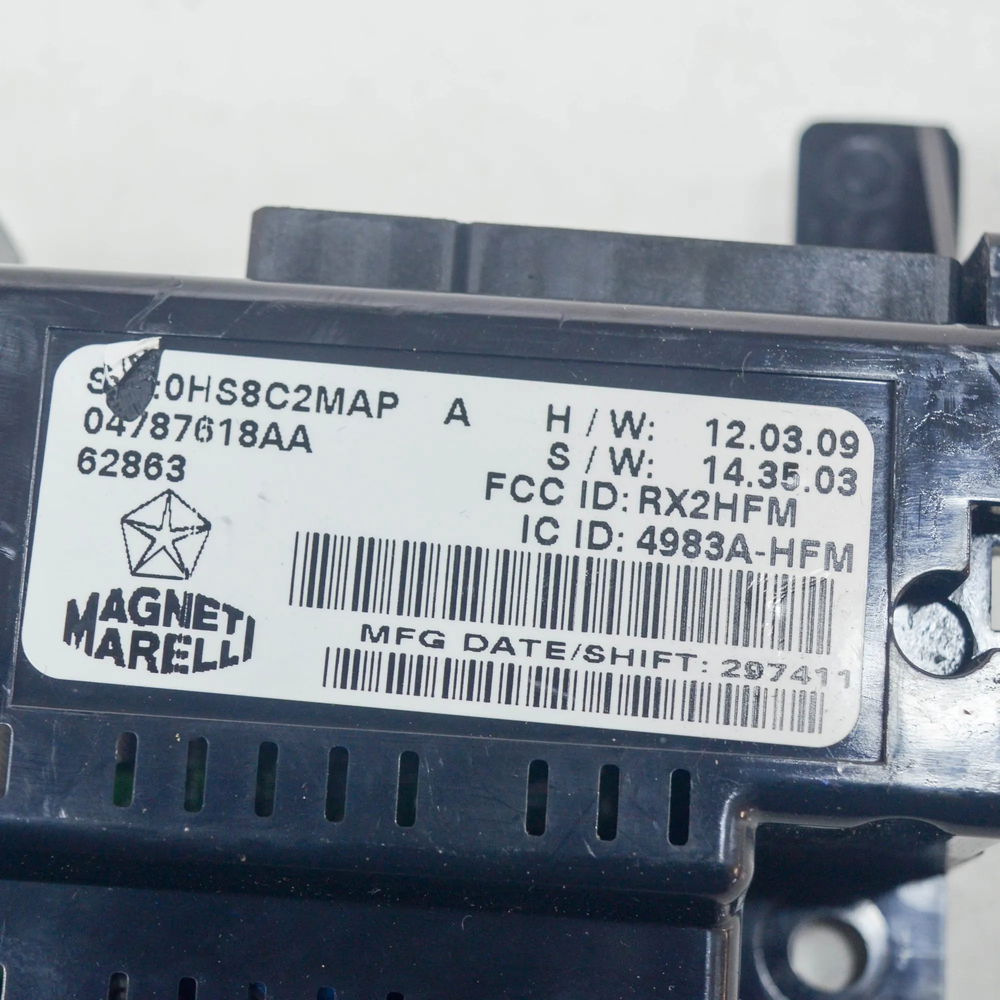 :0HS8C2MAP A
04787618AA
62863
H/W: 12.03.09
S/W: 14.35.03
FCC ID: RX2HFM
IC ID: 4983A-HFM
MAGNETI
MARELLI
MFG DATE/SHIFT: 297411